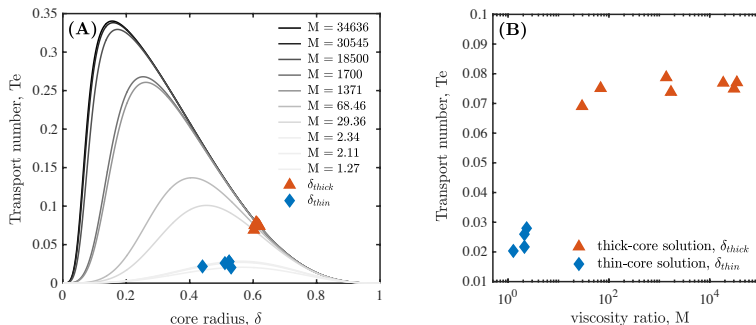 (A)
Transport number, Te
0.35
0.3
0.25
0.2
0.15
0.1
0.05
0
0 0.2 0.4 0.6 0.8 1
core radius, δ
M = 34636
M = 30545
M = 18500
M = 1700
M = 1371
M = 68.46
M = 29.36
M = 2.34
M = 2.11
M = 1.27
δthick
δthin
(B)
Transport number, Te
0.1
0.09
0.08
0.07
0.06
0.05
0.04
0.03
0.02
0.01
10^0 10^2 10^4
viscosity ratio, M
thick-core solution, δthick
thin-core solution, δthin